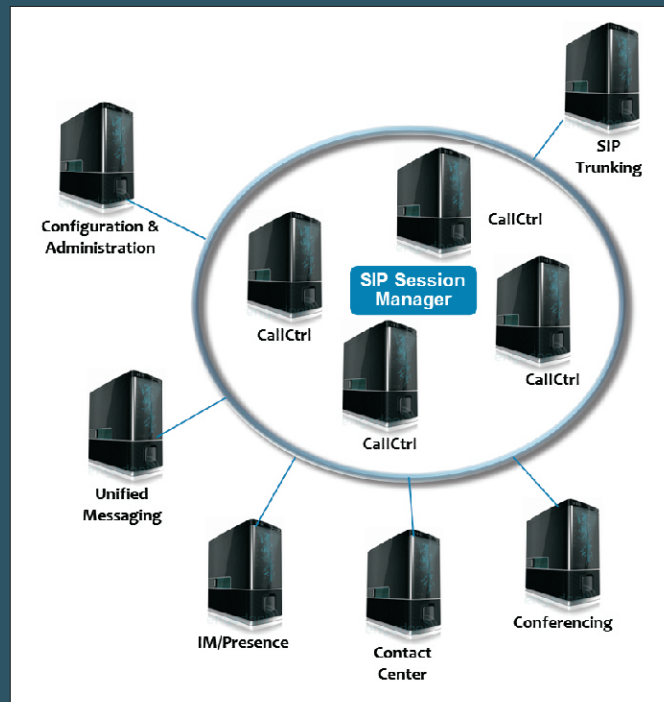 SIP
Trunking
Configuration &
Administration
CallCtrl
SIP Session
Manager
CallCtrl
CallCtrl
CallCtrl
Unified
Messaging
IM/Presence
Contact
Center
Conferencing